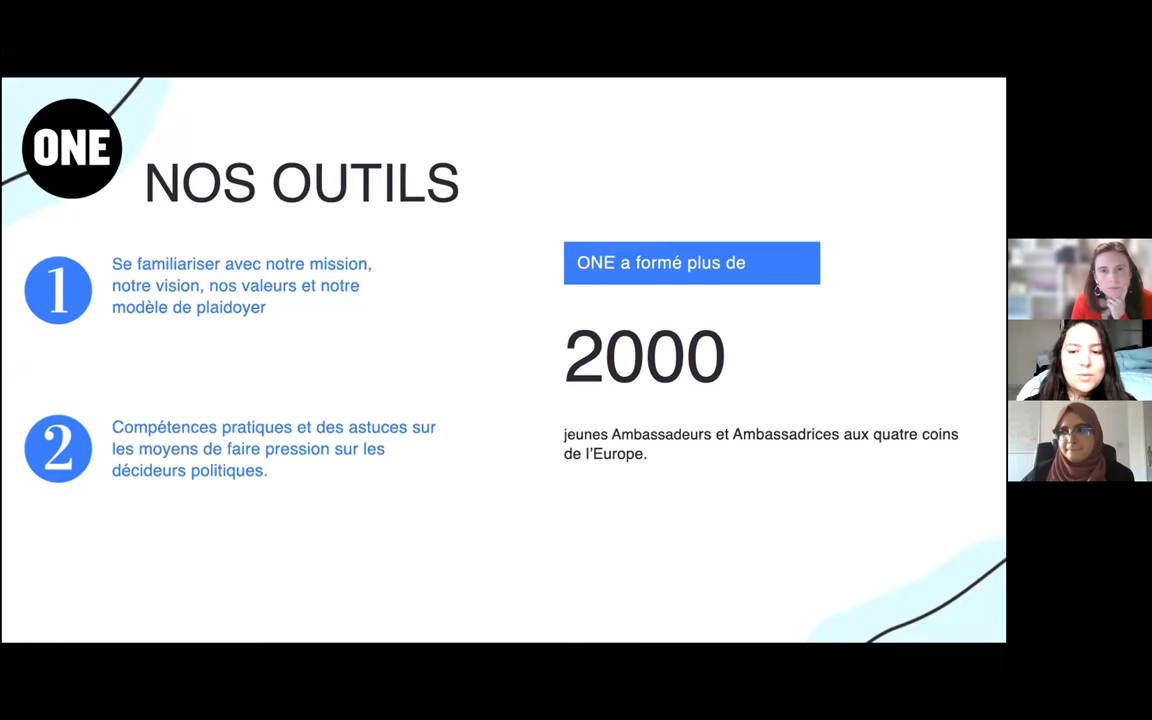 ONE
NOS OUTILS
1
Se familiariser avec notre mission,
notre vision, nos valeurs et notre
modèle de plaidoyer
2
Compétences pratiques et des astuces sur
les moyens de faire pression sur les
décideurs politiques.
ONE a formé plus de
2000
jeunes Ambassadeurs et Ambassadrices aux quatre coins
de l'Europe.